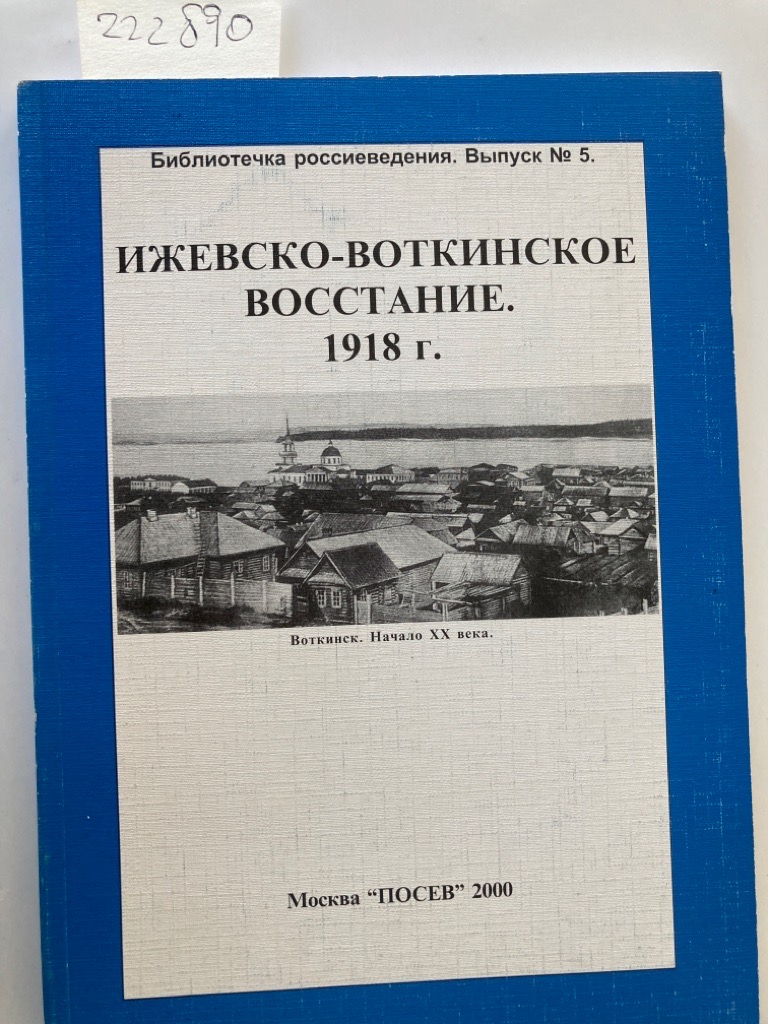 222890
Библиотечка россиеведения. Выпуск № 5.
ИЖЕВСКО-ВОТКИНСКОЕ
ВОССТАНИЕ.
1918 г.
Воткинск. Начало XX века.
Москва “ПОСЕВ” 2000